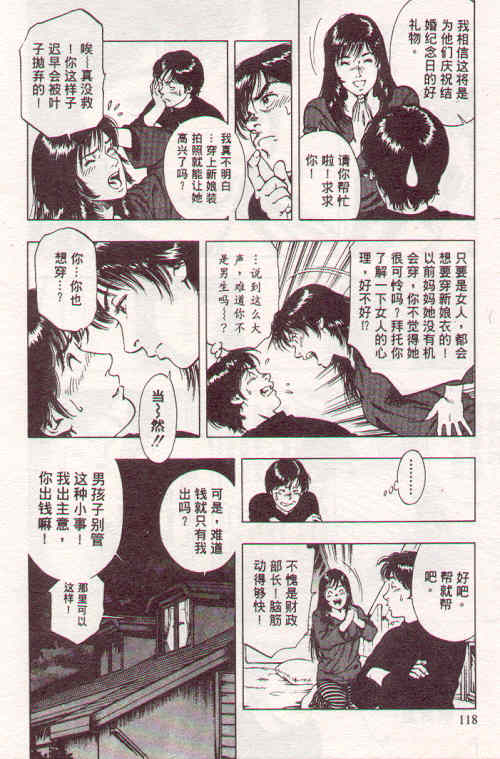 我相信这将是
为他们庆祝结
婚纪念日的好
礼物。
请你帮忙
啦！求求
你！
我真不明白
…穿上新娘装
拍照就能让她
高兴了吗？
唉—真没救
！你这样子
迟早会被叶
子抛弃的！
只要是女人，都会
想要穿新娘衣的！
以前妈妈她没有机
会穿，你不觉得她
很可怜吗？拜托你
了解一下女人的心
理，好不好!?
…说到这么大
声，难道你不
是男生吗～？
你…你也
想穿…？
当～然!!
………
好吧。
帮就帮
吧。
不愧是财政
部长！脑筋
动得够快！
可是，难道
钱就只有我
出吗？
男孩子别管
这种小事！
我出主意，
你出钱嘛！
那里可以
这样！
118